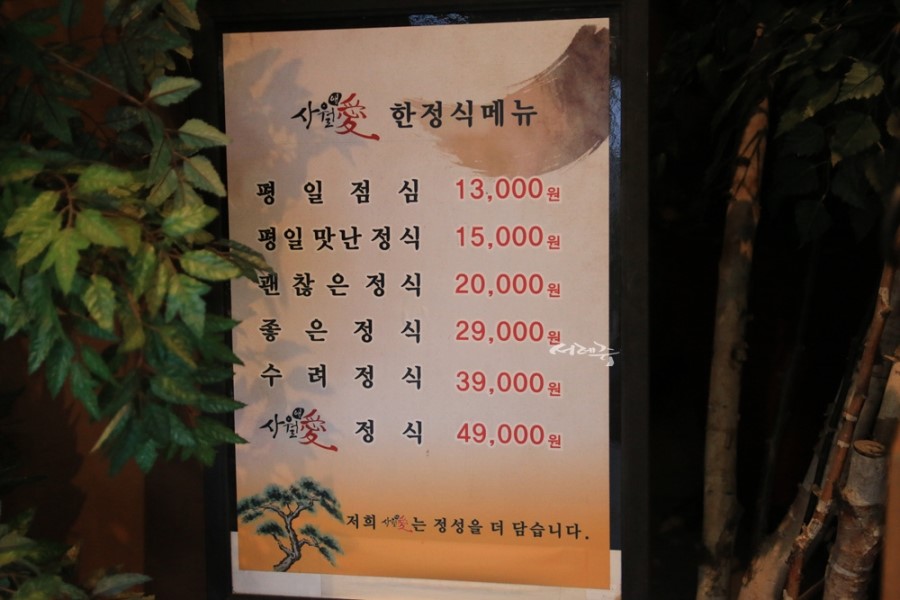 사월에愛 한정식메뉴
평일점심 13,000원
평일맛난정식 15,000원
괜찮은정식 20,000원
좋은정식 29,000원
수려정식 39,000원
사월에愛 정식 49,000원
저희 사월에愛는 정성을 더 담습니다.